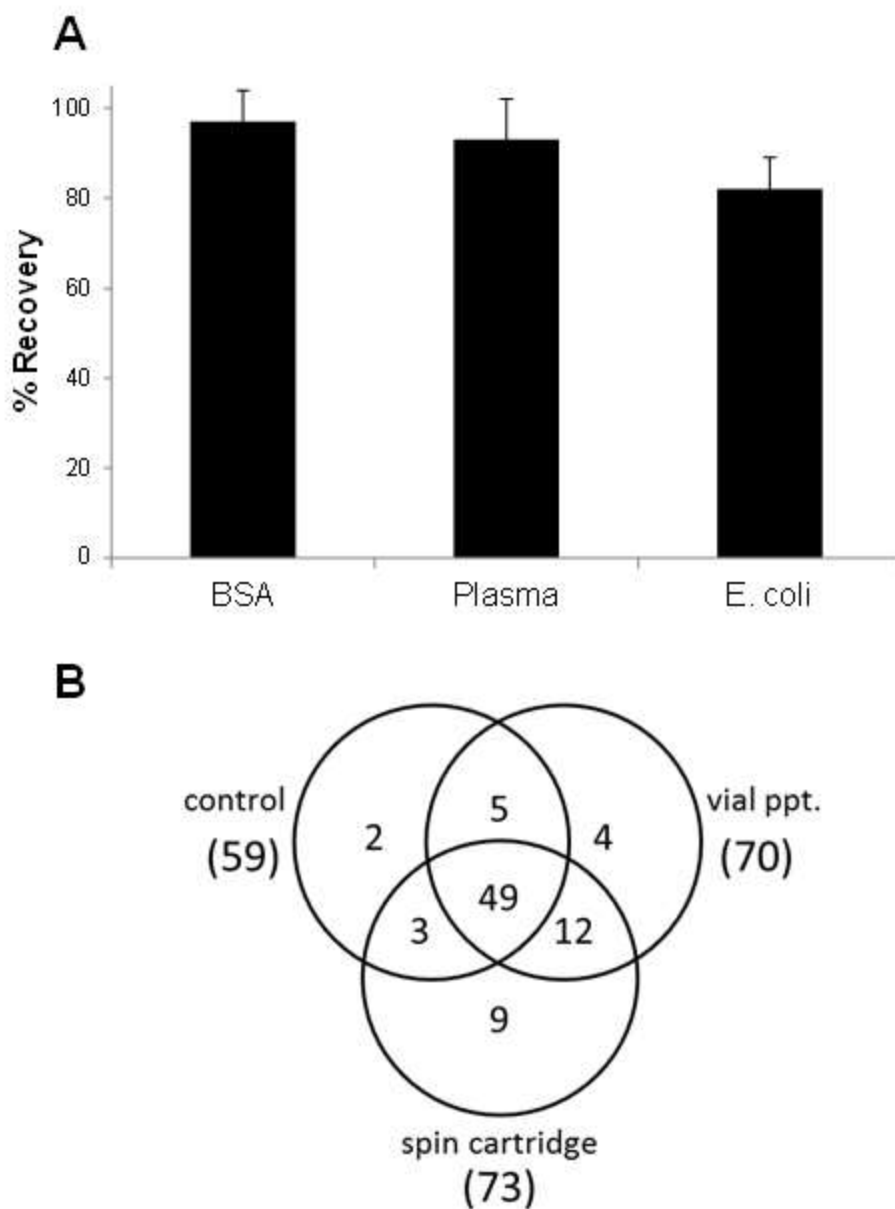 A
100
80
60
40
20
0
% Recovery
BSA Plasma E. coli
B
control
(59)
vial ppt.
(70)
2
5
4
49
3
12
9
spin cartridge
(73)